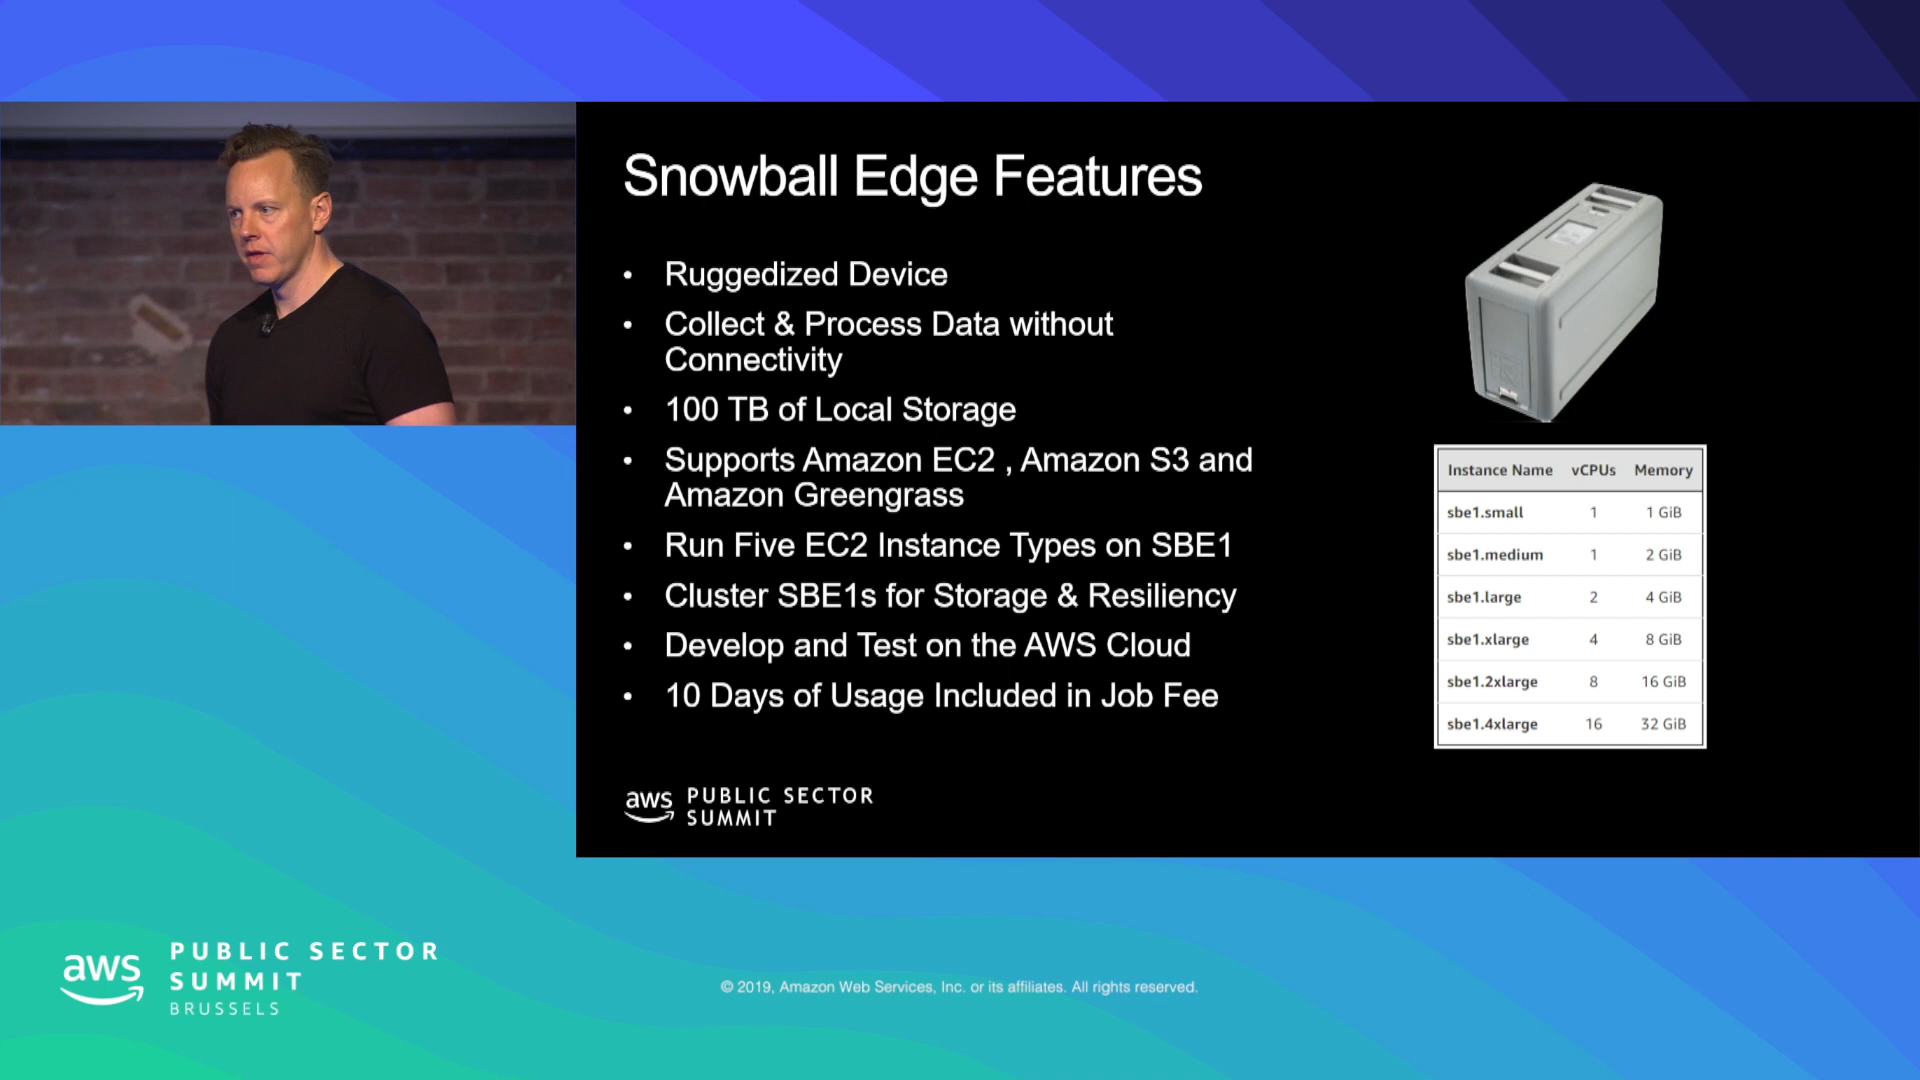 Snowball Edge Features
• Ruggedized Device
• Collect & Process Data without
Connectivity
• 100 TB of Local Storage
• Supports Amazon EC2 , Amazon S3 and
Amazon Greengrass
• Run Five EC2 Instance Types on SBE1
• Cluster SBE1s for Storage & Resiliency
• Develop and Test on the AWS Cloud
• 10 Days of Usage Included in Job Fee
Instance Name vCPUs Memory
sbe1.small 1 1 GiB
sbe1.medium 1 2 GiB
sbe1.large 2 4 GiB
sbe1.xlarge 4 8 GiB
sbe1.2xlarge 8 16 GiB
sbe1.4xlarge 16 32 GiB
aws PUBLIC SECTOR
SUMMIT
aws PUBLIC SECTOR
SUMMIT
BRUSSELS
© 2019, Amazon Web Services, Inc. or its affiliates. All rights reserved.